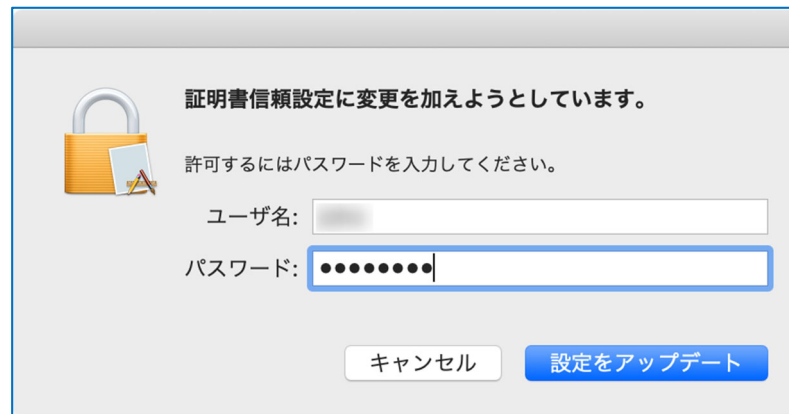 証明書信頼設定に変更を加えようとしています。
許可するにはパスワードを入力してください。
ユーザ名:
パスワード: ●●●●●●●●
キャンセル 設定をアップデート